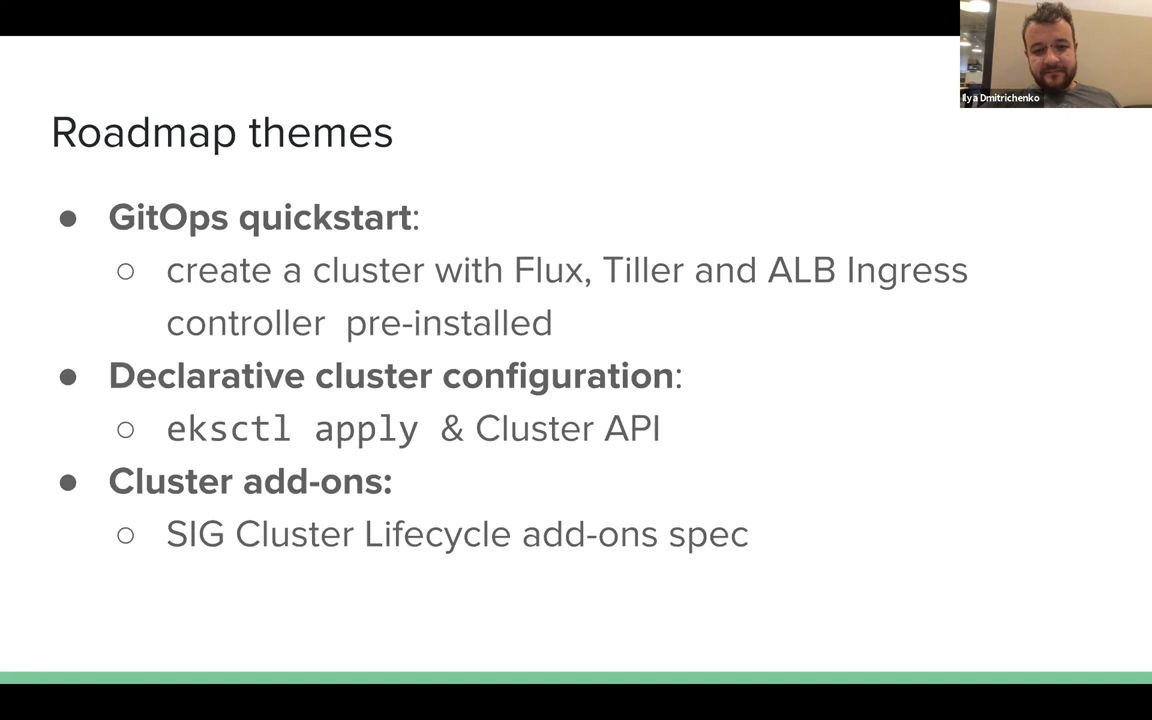 Ilya Dmitrichenko
Roadmap themes
● GitOps quickstart:
○ create a cluster with Flux, Tiller and ALB Ingress
controller pre-installed
● Declarative cluster configuration:
○ eksctl apply & Cluster API
● Cluster add-ons:
○ SIG Cluster Lifecycle add-ons spec